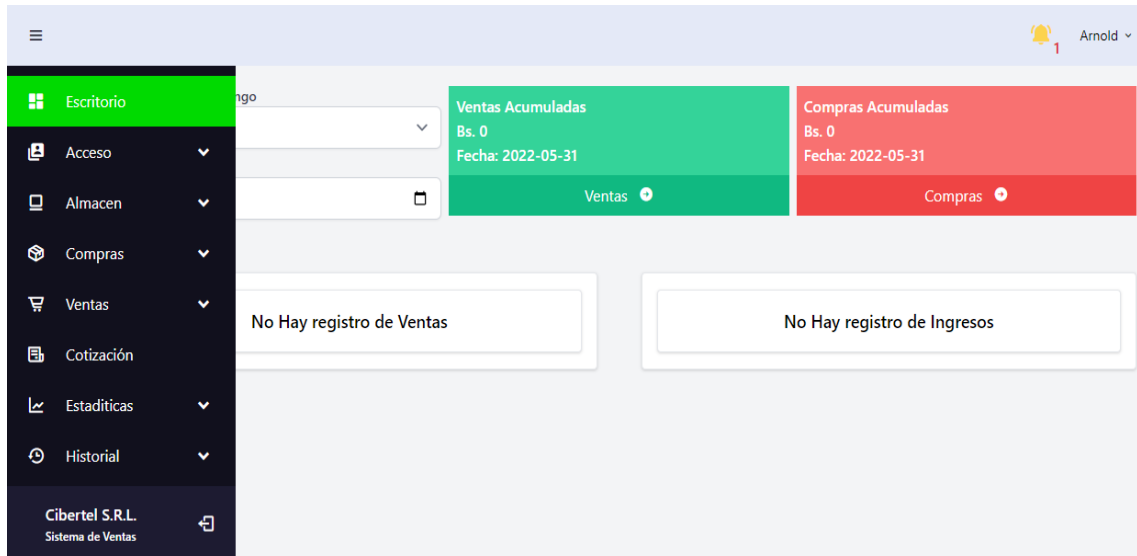 1
Arnold
Escritorio
Acceso
Almacen
Compras
Ventas
Cotización
Estaditicas
Historial
Cibertel S.R.L.
Sistema de Ventas
Ventas Acumuladas
Bs. 0
Fecha: 2022-05-31
Ventas
Compras Acumuladas
Bs. 0
Fecha: 2022-05-31
Compras
No Hay registro de Ventas
No Hay registro de Ingresos